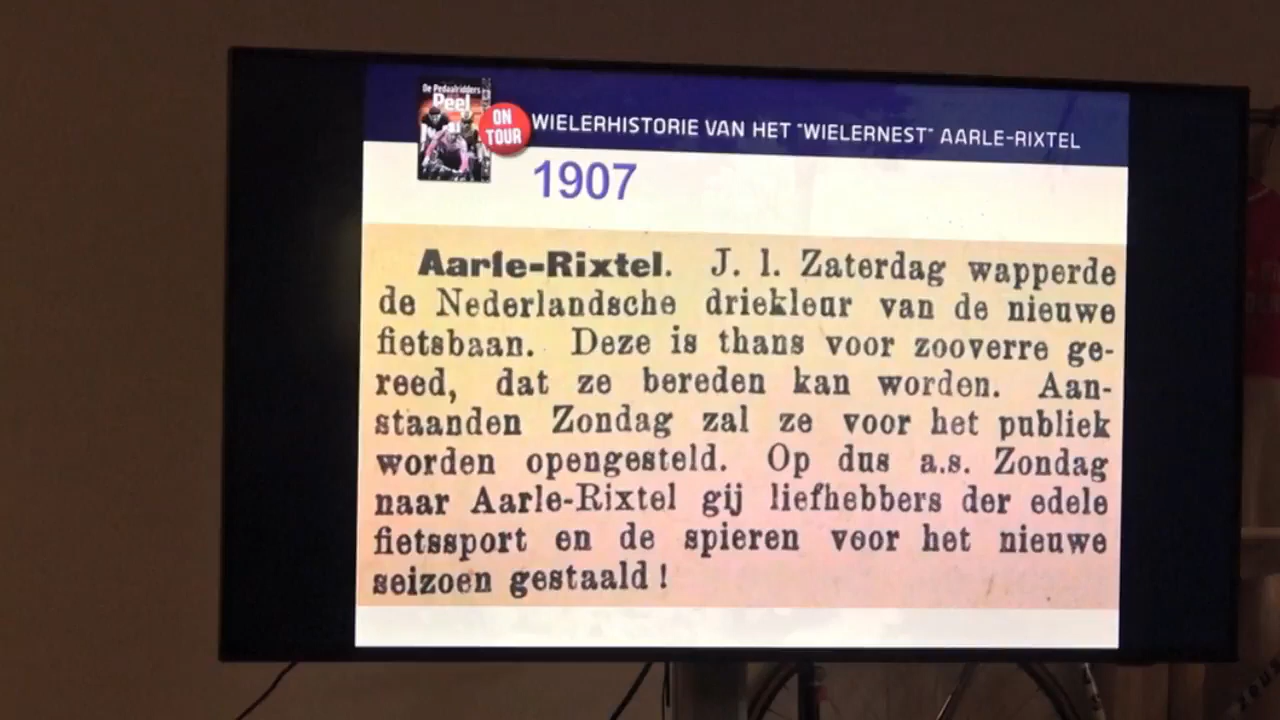 De Pedaalridders
Peel
ON
TOUR
WIELERHISTORIE VAN HET "WIELERNEST" AARLE-RIXTEL
1907
Aarle-Rixtel. J. l. Zaterdag wapperde
de Nederlandsche driekleur van de nieuwe
fietsbaan. Deze is thans voor zooverre ge-
reed, dat ze bereden kan worden. Aan-
staanden Zondag zal ze voor het publiek
worden opengesteld. Op dus a.s. Zondag
naar Aarle-Rixtel gij liefhebbers der edele
fietssport en de spieren voor het nieuwe
seizoen gestaald!